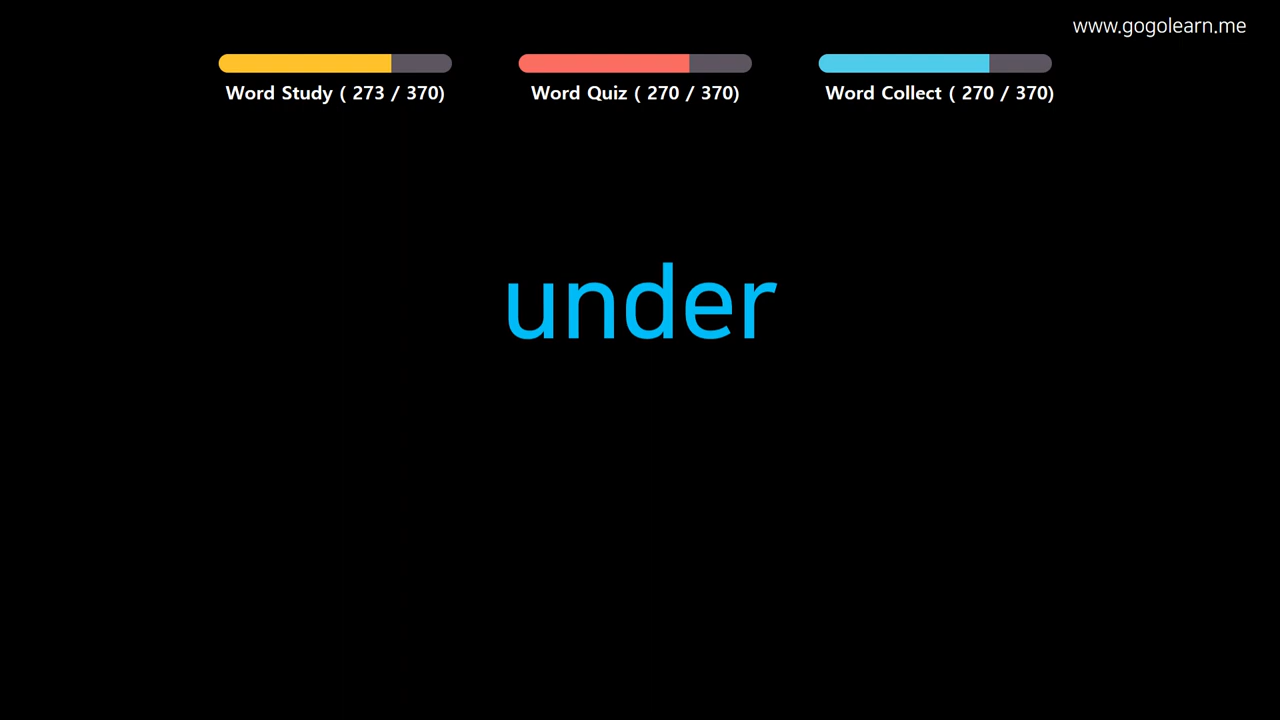 www.gogolearn.me
Word Study ( 273 / 370)
Word Quiz ( 270 / 370)
Word Collect ( 270 / 370)
under